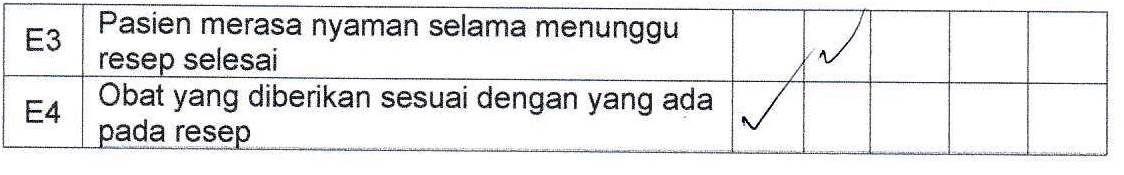 E3 Pasien merasa nyaman selama menunggu
resep selesai
E4 Obat yang diberikan sesuai dengan yang ada
pada resep